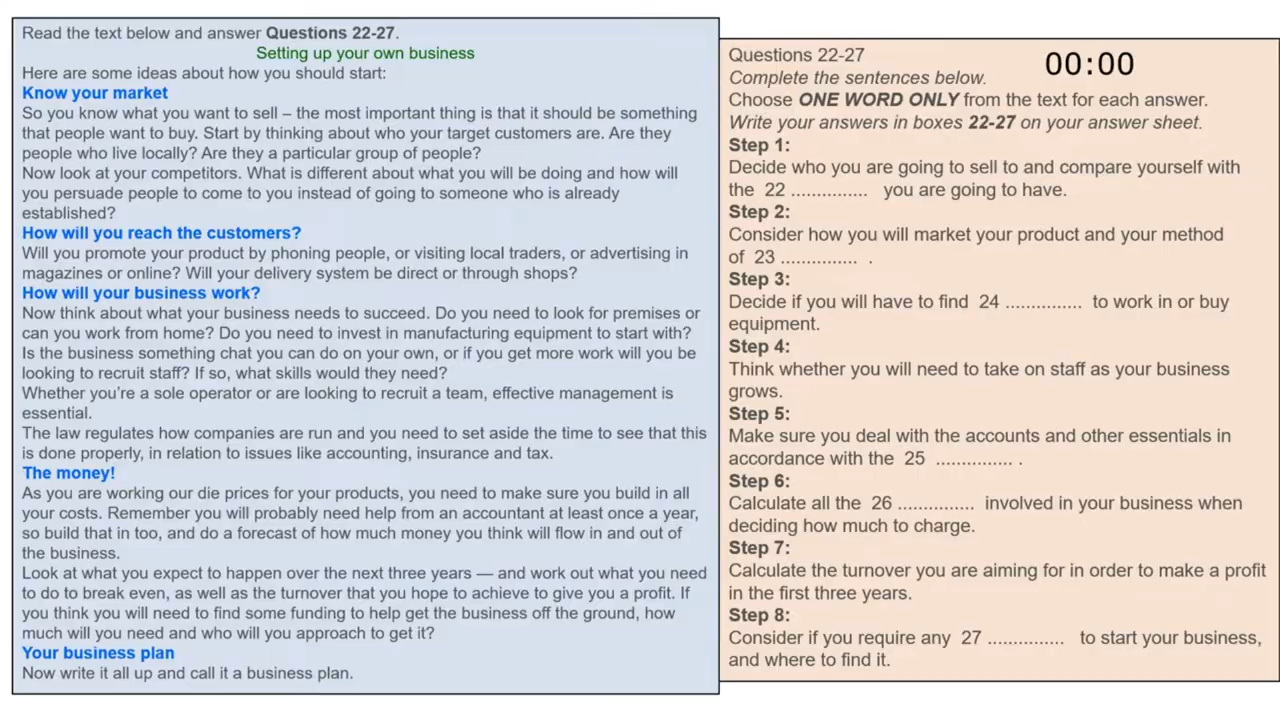 Read the text below and answer Questions 22-27.
Setting up your own business
Here are some ideas about how you should start:
Know your market
So you know what you want to sell – the most important thing is that it should be something
that people want to buy. Start by thinking about who your target customers are. Are they
people who live locally? Are they a particular group of people?
Now look at your competitors. What is different about what you will be doing and how will
you persuade people to come to you instead of going to someone who is already
established?
How will you reach the customers?
Will you promote your product by phoning people, or visiting local traders, or advertising in
magazines or online? Will your delivery system be direct or through shops?
How will your business work?
Now think about what your business needs to succeed. Do you need to look for premises or
can you work from home? Do you need to invest in manufacturing equipment to start with?
Is the business something chat you can do on your own, or if you get more work will you be
looking to recruit staff? If so, what skills would they need?
Whether you're a sole operator or are looking to recruit a team, effective management is
essential.
The law regulates how companies are run and you need to set aside the time to see that this
is done properly, in relation to issues like accounting, insurance and tax.
The money!
As you are working our die prices for your products, you need to make sure you build in all
your costs. Remember you will probably need help from an accountant at least once a year,
so build that in too, and do a forecast of how much money you think will flow in and out of
the business.
Look at what you expect to happen over the next three years — and work out what you need
to do to break even, as well as the turnover that you hope to achieve to give you a profit. If
you think you will need to find some funding to help get the business off the ground, how
much will you need and who will you approach to get it?
Your business plan
Now write it all up and call it a business plan.
Questions 22-27
00:00
Complete the sentences below.
Choose ONE WORD ONLY from the text for each answer.
Write your answers in boxes 22-27 on your answer sheet.
Step 1:
Decide who you are going to sell to and compare yourself with
the 22 ............... you are going to have.
Step 2:
Consider how you will market your product and your method
of 23 ............... .
Step 3:
Decide if you will have to find 24 ............... to work in or buy
equipment.
Step 4:
Think whether you will need to take on staff as your business
grows.
Step 5:
Make sure you deal with the accounts and other essentials in
accordance with the 25 ............... .
Step 6:
Calculate all the 26 ............... involved in your business when
deciding how much to charge.
Step 7:
Calculate the turnover you are aiming for in order to make a profit
in the first three years.
Step 8:
Consider if you require any 27 ............... to start your business,
and where to find it.